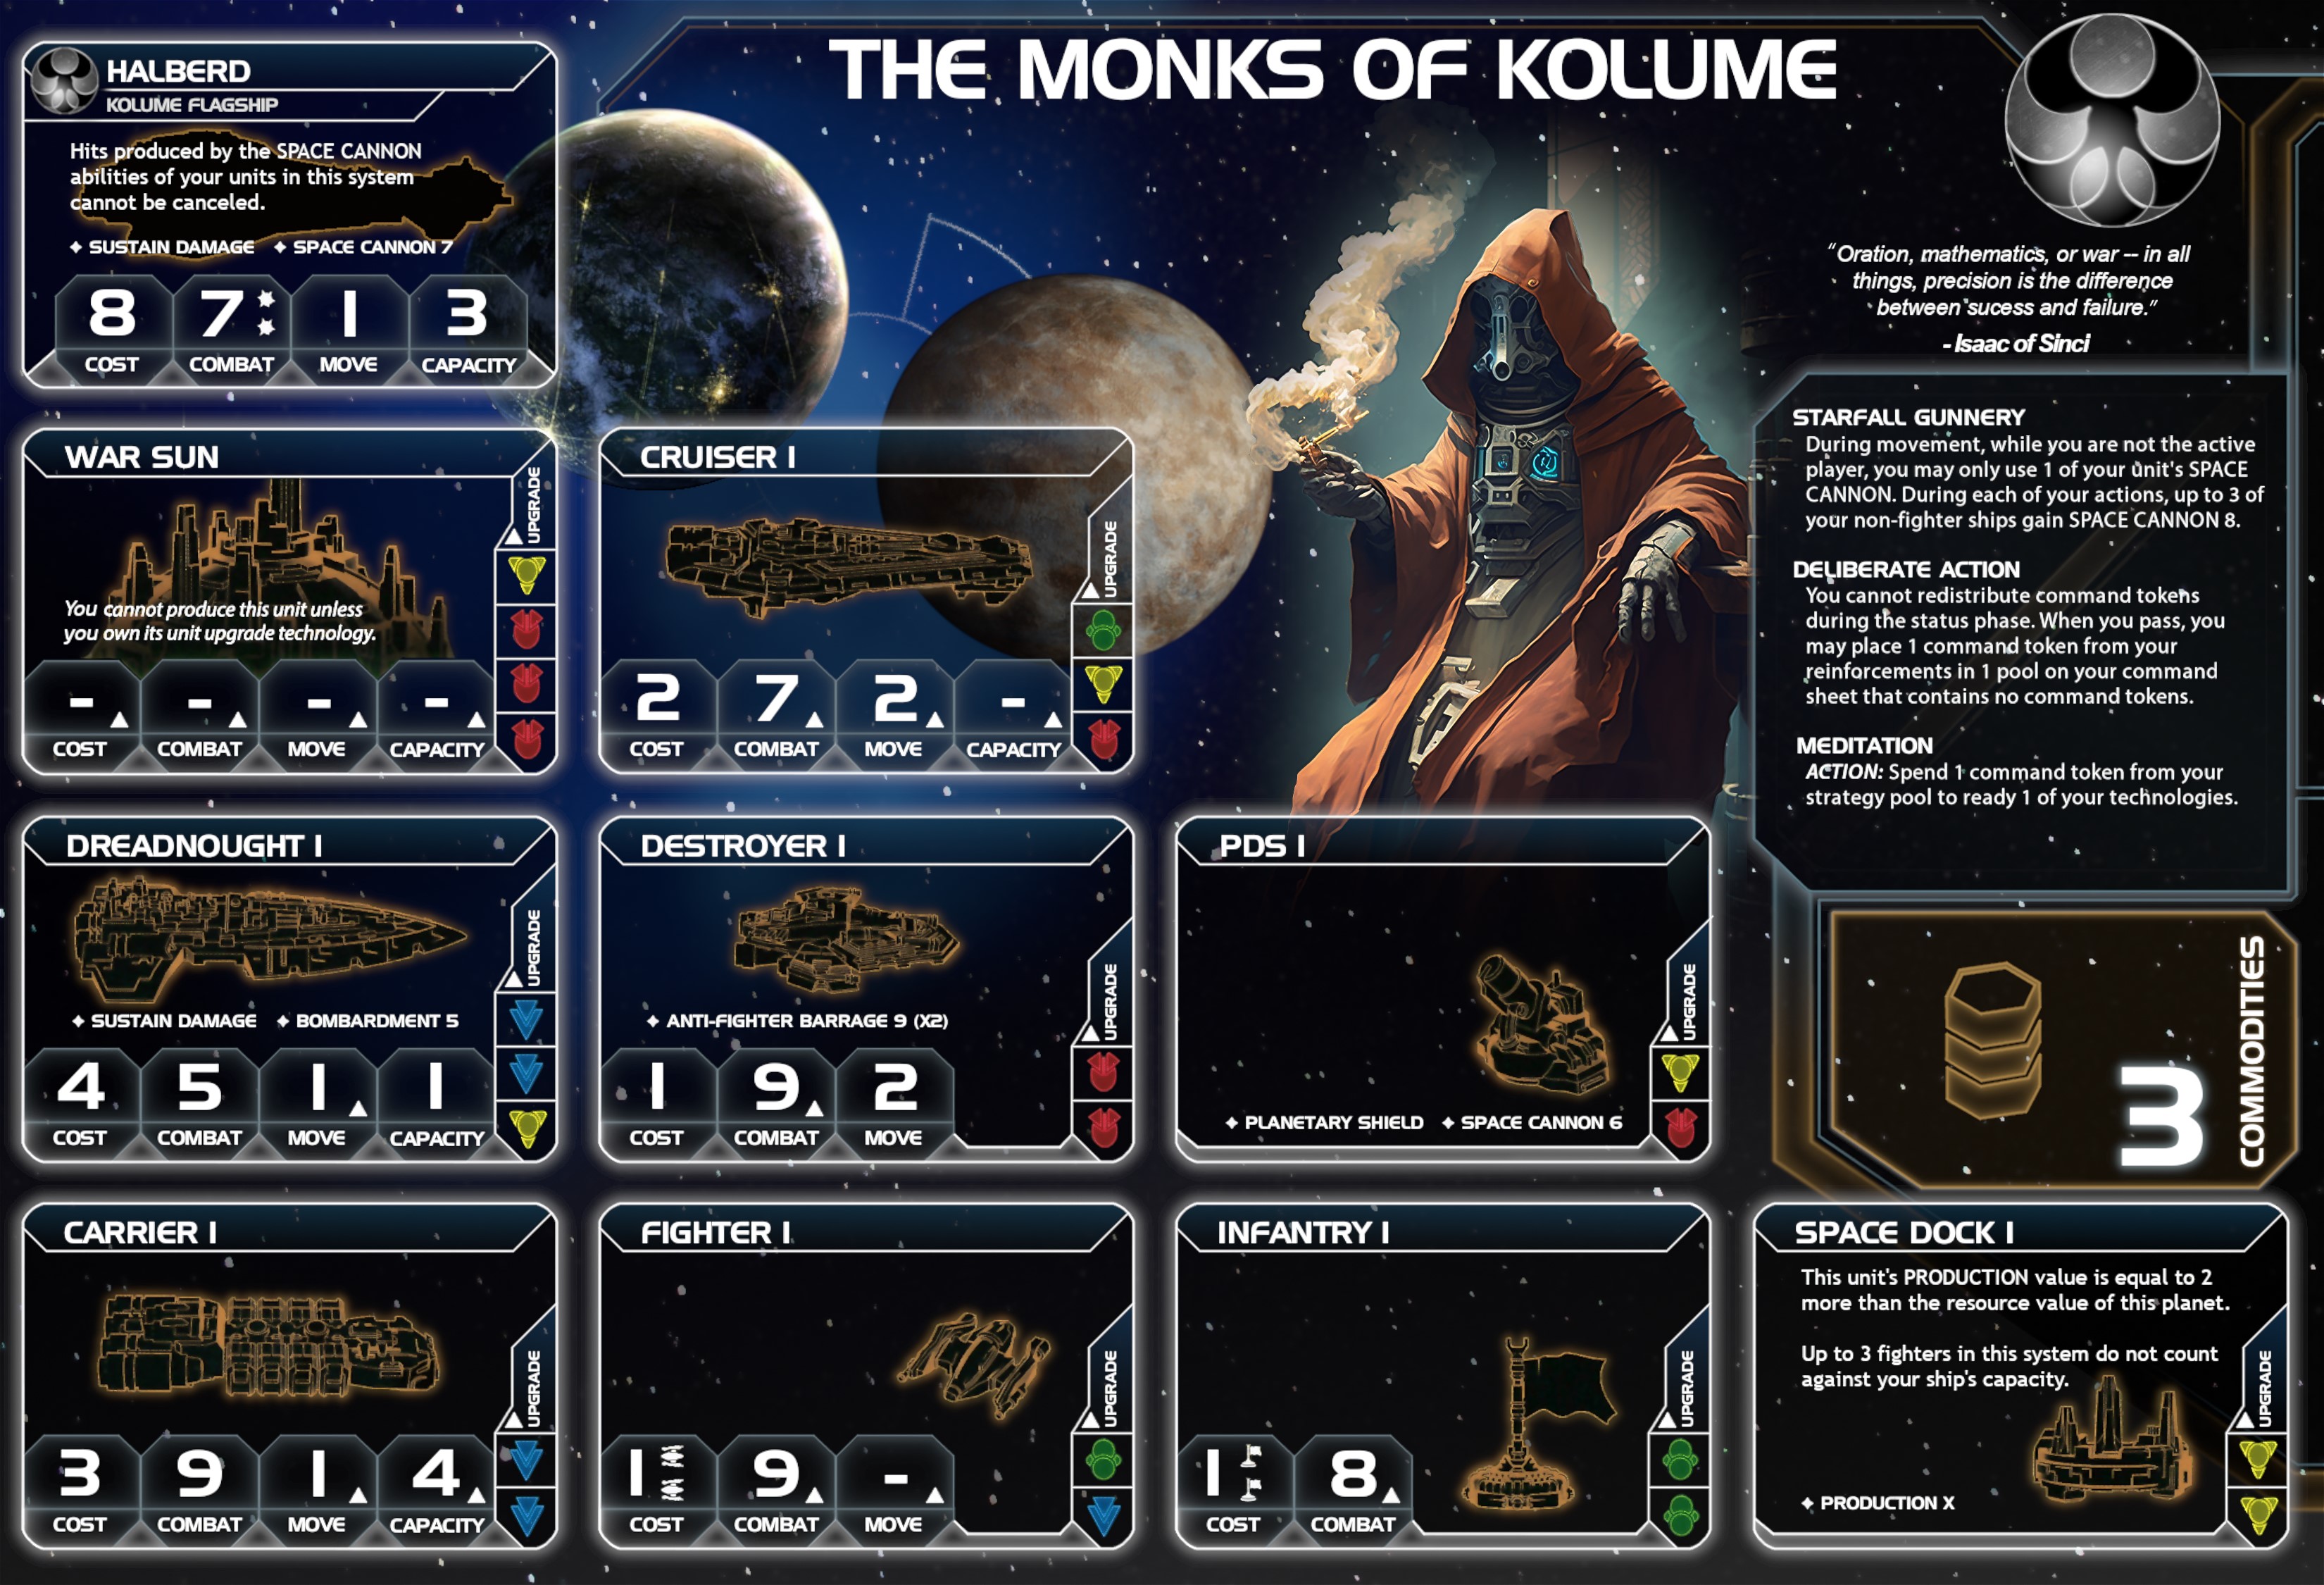 THE MONKS OF KOLUME
HALBERD
KOLUME FLAGSHIP
Hits produced by the SPACE CANNON
abilities of your units in this system
cannot be canceled.
SUSTAIN DAMAGE SPACE CANNON 7
8 7 1 3
COST COMBAT MOVE CAPACITY
"Oration, mathematics, or war -- in all
things, precision is the difference
between sucess and failure."
- Isaac of Sinci
STARFALL GUNNERY
During movement, while you are not the active
player, you may only use 1 of your unit's SPACE
CANNON. During each of your actions, up to 3 of
your non-fighter ships gain SPACE CANNON 8.
DELIBERATE ACTION
You cannot redistribute command tokens
during the status phase. When you pass, you
may place 1 command token from your
reinforcements in 1 pool on your command
sheet that contains no command tokens.
MEDITATION
ACTION: Spend 1 command token from your
strategy pool to ready 1 of your technologies.
WAR SUN
UPGRADE
You cannot produce this unit unless
you own its unit upgrade technology.
- - - -
COST COMBAT MOVE CAPACITY
CRUISER I
UPGRADE
2 7 2 -
COST COMBAT MOVE CAPACITY
DREADNOUGHT I
UPGRADE
SUSTAIN DAMAGE BOMBARDMENT 5
4 5 1 1
COST COMBAT MOVE CAPACITY
DESTROYER I
UPGRADE
ANTI-FIGHTER BARRAGE 9 (X2)
1 9 2
COST COMBAT MOVE
PDS I
UPGRADE
PLANETARY SHIELD SPACE CANNON 6
3
COMMODITIES
CARRIER I
UPGRADE
3 9 1 4
COST COMBAT MOVE CAPACITY
FIGHTER I
UPGRADE
1 9 -
COST COMBAT MOVE
INFANTRY I
UPGRADE
1 8
COST COMBAT
SPACE DOCK I
This unit's PRODUCTION value is equal to 2
more than the resource value of this planet.
Up to 3 fighters in this system do not count
against your ship's capacity.
UPGRADE
PRODUCTION X